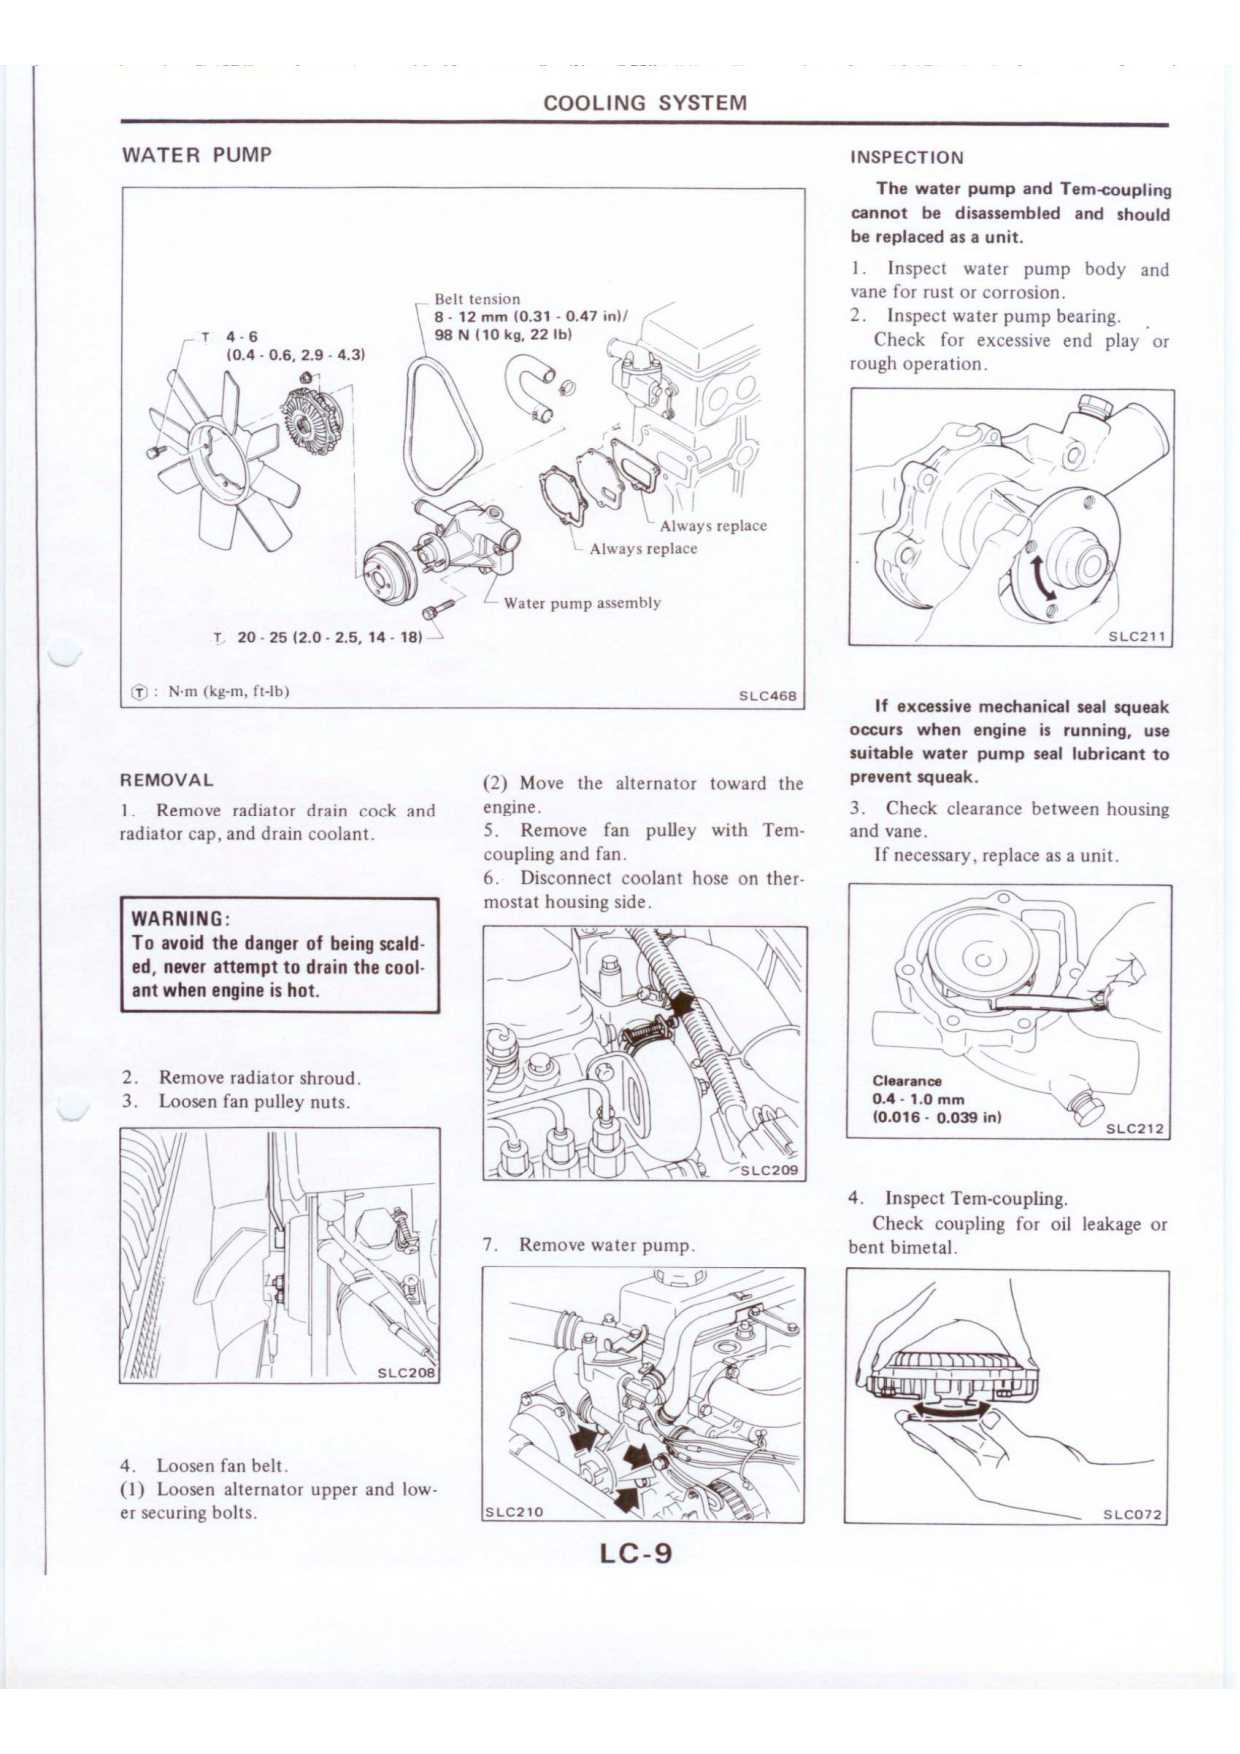 COOLING SYSTEM
WATER PUMP
Belt tension
8 - 12 mm (0.31 - 0.47 in)/
98 N (10 kg, 22 lb)
T 4 - 6
(0.4 - 0.6, 2.9 - 4.3)
Always replace
Always replace
Water pump assembly
T 20 - 25 (2.0 - 2.5, 14 - 18)
T : N·m (kg-m, ft-lb)
SLC468
REMOVAL
1. Remove radiator drain cock and
radiator cap, and drain coolant.
WARNING:
To avoid the danger of being scald-
ed, never attempt to drain the cool-
ant when engine is hot.
2. Remove radiator shroud.
3. Loosen fan pulley nuts.
SLC208
4. Loosen fan belt.
(1) Loosen alternator upper and low-
er securing bolts.
(2) Move the alternator toward the
engine.
5. Remove fan pulley with Tem-
coupling and fan.
6. Disconnect coolant hose on ther-
mostat housing side.
SLC209
7. Remove water pump.
SLC210
INSPECTION
The water pump and Tem-coupling
cannot be disassembled and should
be replaced as a unit.
1. Inspect water pump body and
vane for rust or corrosion.
2. Inspect water pump bearing.
Check for excessive end play or
rough operation.
SLC211
If excessive mechanical seal squeak
occurs when engine is running, use
suitable water pump seal lubricant to
prevent squeak.
3. Check clearance between housing
and vane.
If necessary, replace as a unit.
Clearance
0.4 - 1.0 mm
(0.016 - 0.039 in)
SLC212
4. Inspect Tem-coupling.
Check coupling for oil leakage or
bent bimetal.
SLC072
LC-9